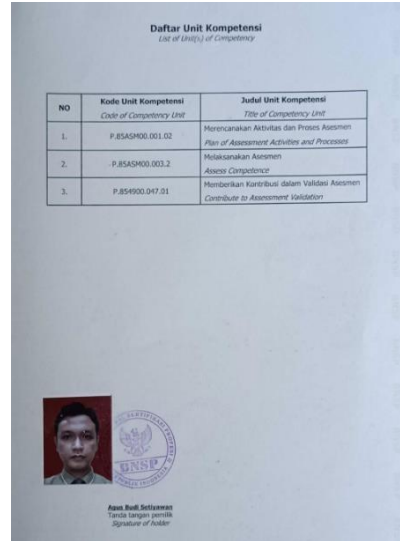 Daftar Unit Kompetensi
List of Unit(s) of Competency
NO
Kode Unit Kompetensi
Code of Competency Unit
Judul Unit Kompetensi
Title of Competency Unit
1.
P.85ASM00.001.02
Merencanakan Aktivitas dan Proses Asesmen
Plan of Assessment Activities and Processes
2.
P.85ASM00.003.2
Melaksanakan Asesmen
Assess Competence
3.
P.854900.047.01
Memberikan Kontribusi dalam Validasi Asesmen
Contribute to Assessment Validation
BNSP
Agus Budi Setiyawan
Tanda tangan pemilik
Signature of holder